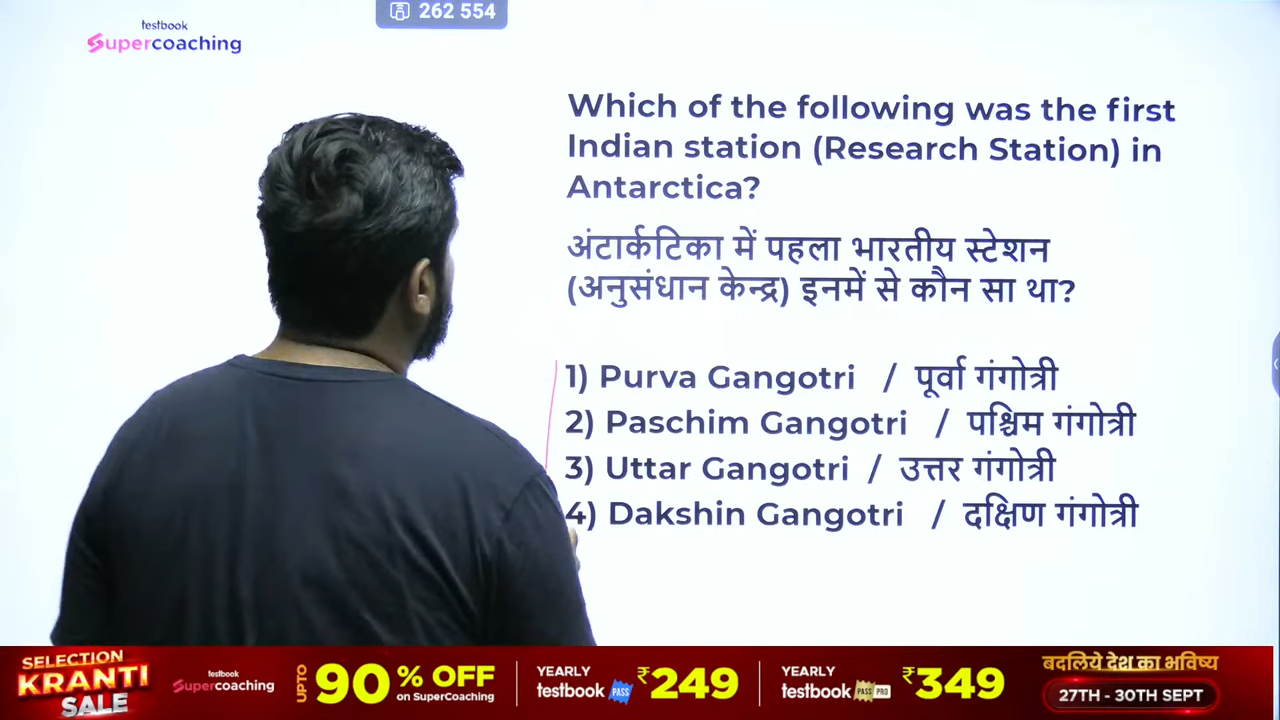 262 554
testbook
Supercoaching
Which of the following was the first
Indian station (Research Station) in
Antarctica?
अंटार्कटिका में पहला भारतीय स्टेशन
(अनुसंधान केन्द्र) इनमें से कौन सा था?
1) Purva Gangotri / पूर्वा गंगोत्री
2) Paschim Gangotri / पश्चिम गंगोत्री
3) Uttar Gangotri / उत्तर गंगोत्री
4) Dakshin Gangotri / दक्षिण गंगोत्री
SELECTION
KRANTI
SALE
testbook
Supercoaching
UPTO 90% OFF
on SuperCoaching
YEARLY
testbook PASS ₹249
YEARLY
testbook PASS PRO ₹349
बदलिये देश का भविष्य
27TH - 30TH SEPT